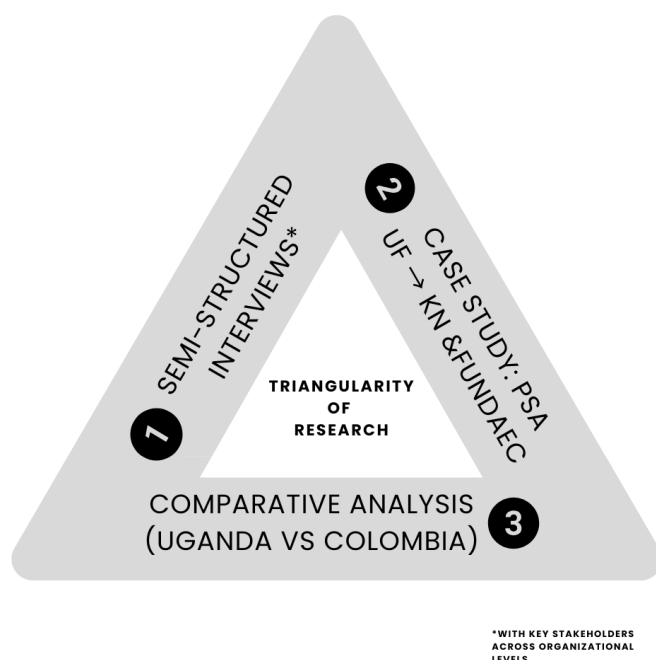 1
SEMI-STRUCTURED
INTERVIEWS*
2
CASE STUDY: PSA
UF → KN &FUNDAEC
TRIANGULARITY
OF
RESEARCH
COMPARATIVE ANALYSIS
(UGANDA VS COLOMBIA)
3
*WITH KEY STAKEHOLDERS
ACROSS ORGANIZATIONAL
LEVELS